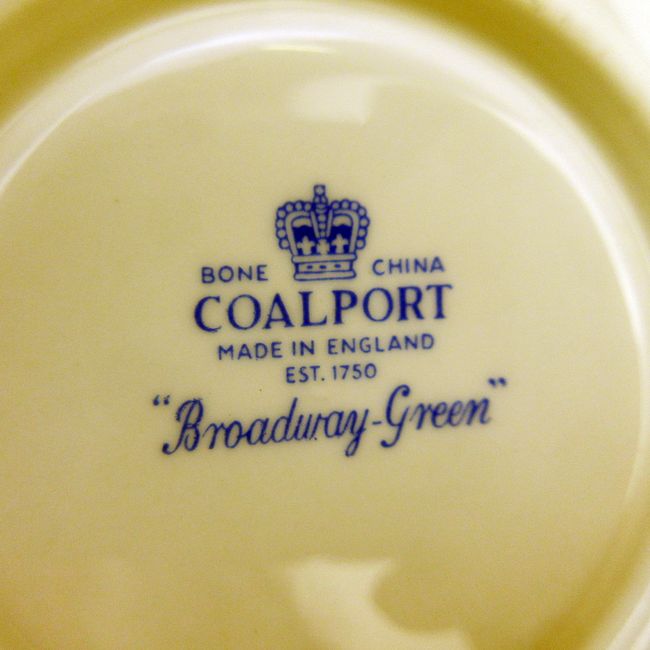 BONE CHINA
COALPORT
MADE IN ENGLAND
EST. 1750
"Broadway-Green"